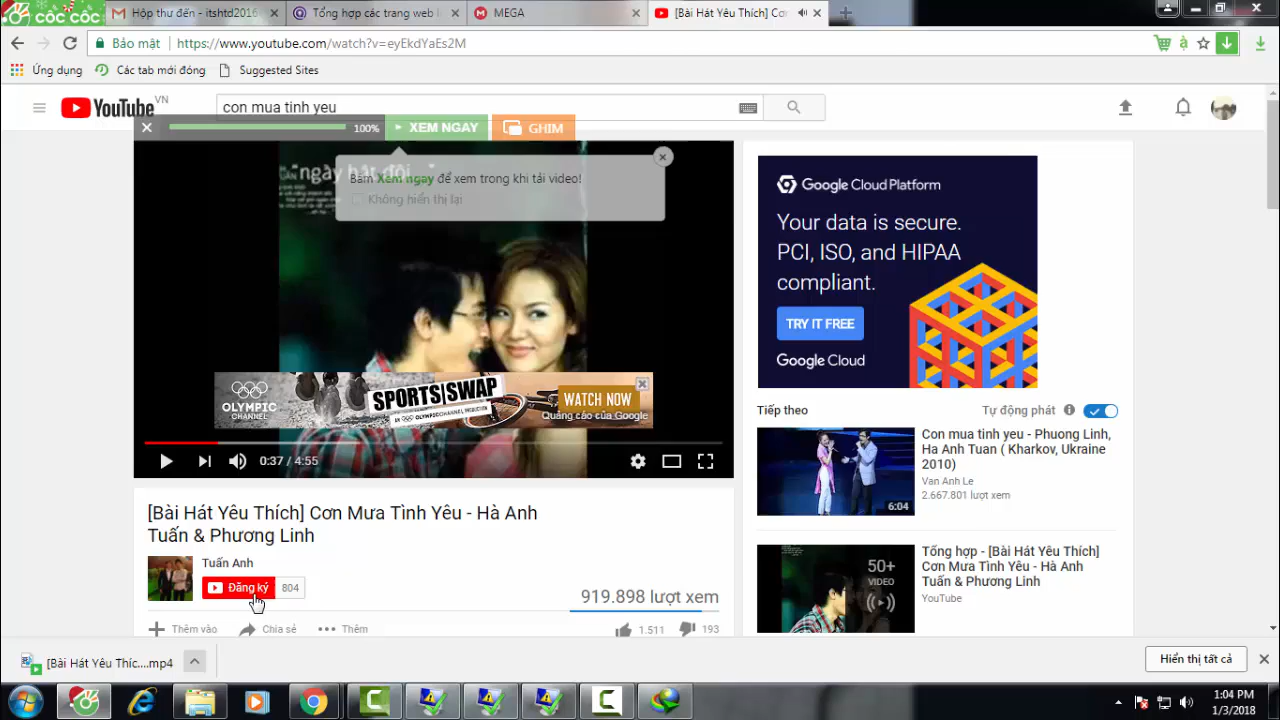 cốc cốc
Hộp thư đến - itshtd2016
Tổng hợp các trang web
MEGA
[Bài Hát Yêu Thích] Cơn
Bảo mật
https://www.youtube.com/watch?v=eyEkdYaEs2M
Ứng dụng
Các tab mới đóng
Suggested Sites
YouTube VN
con mua tinh yeu
100%
XEM NGAY
GHIM
"ngày hát đôi..."
Bấm Xem ngay để xem trong khi tải video!
Không hiển thị lại
OLYMPIC
CHANNEL
SPORTS|SWAP
WATCH NOW
Quảng cáo của Google
0:37 / 4:55
[Bài Hát Yêu Thích] Cơn Mưa Tình Yêu - Hà Anh
Tuấn & Phương Linh
Tuấn Anh
Đăng ký
804
919.898 lượt xem
Thêm vào
Chia sẻ
Thêm
1.511
193
Google Cloud Platform
Your data is secure.
PCI, ISO, and HIPAA
compliant.
TRY IT FREE
Google Cloud
Tiếp theo
Tự động phát
Con mua tinh yeu - Phuong Linh,
Ha Anh Tuan ( Kharkov, Ukraine
2010)
Van Anh Le
2.667.801 lượt xem
6:04
Tổng hợp - [Bài Hát Yêu Thích]
Cơn Mưa Tình Yêu - Hà Anh
Tuấn & Phương Linh
YouTube
50+
VIDEO
[Bài Hát Yêu Thíc....mp4
Hiển thị tất cả
1:04 PM
1/3/2018